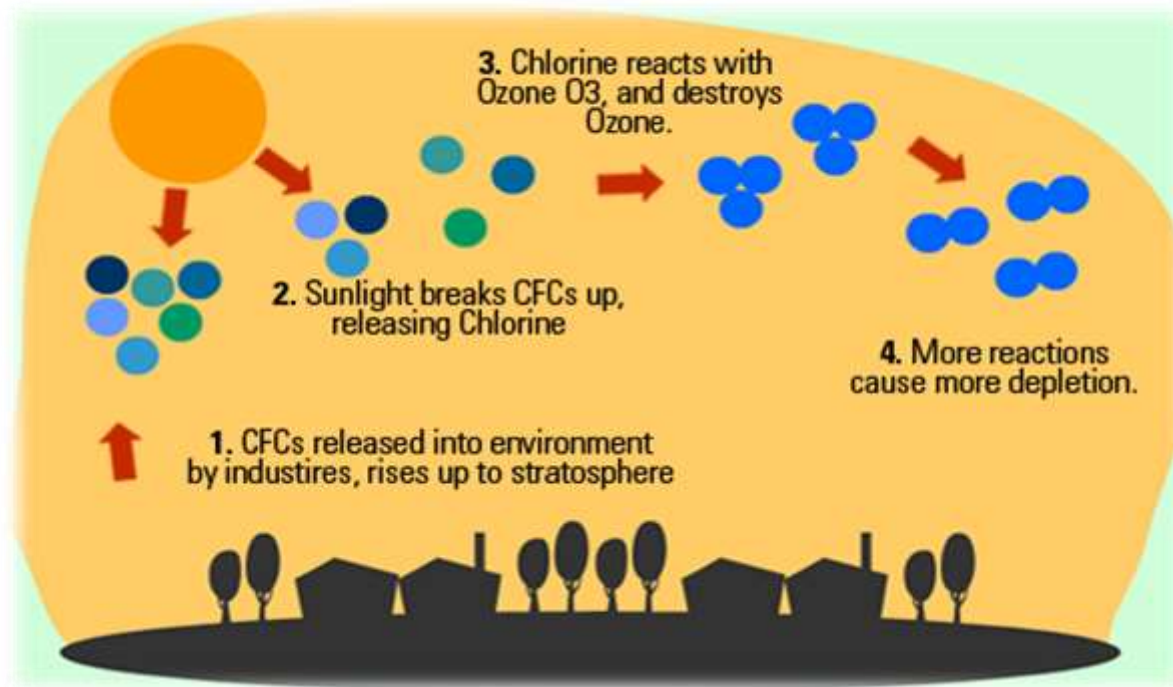 3. Chlorine reacts with
Ozone O3, and destroys
Ozone.
2. Sunlight breaks CFCs up,
releasing Chlorine
4. More reactions
cause more depletion.
1. CFCs released into environment
by industires, rises up to stratosphere